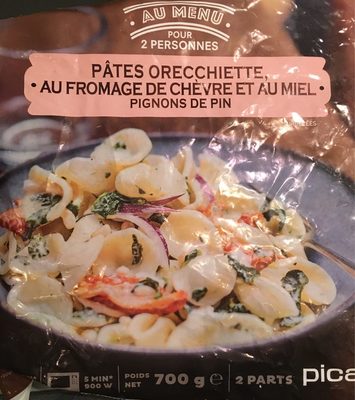 AU MENU
POUR
2 PERSONNES
PÂTES ORECCHIETTE,
AU FROMAGE DE CHÈVRE ET AU MIEL
PIGNONS DE PIN
5 MIN*
900 W
POIDS
NET
700 g e
2 PARTS
pica